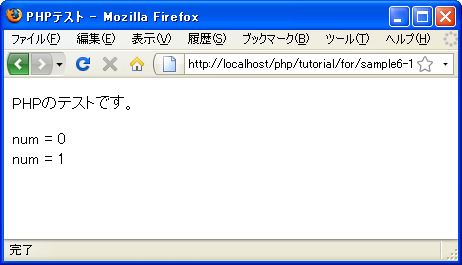 PHPテスト - Mozilla Firefox
ファイル(F) 編集(E) 表示(V) 履歴(S) ブックマーク(B) ツール(T) ヘルプ(H)
http://localhost/php/tutorial/for/sample6-1
PHPのテストです。
num = 0
num = 1
完了